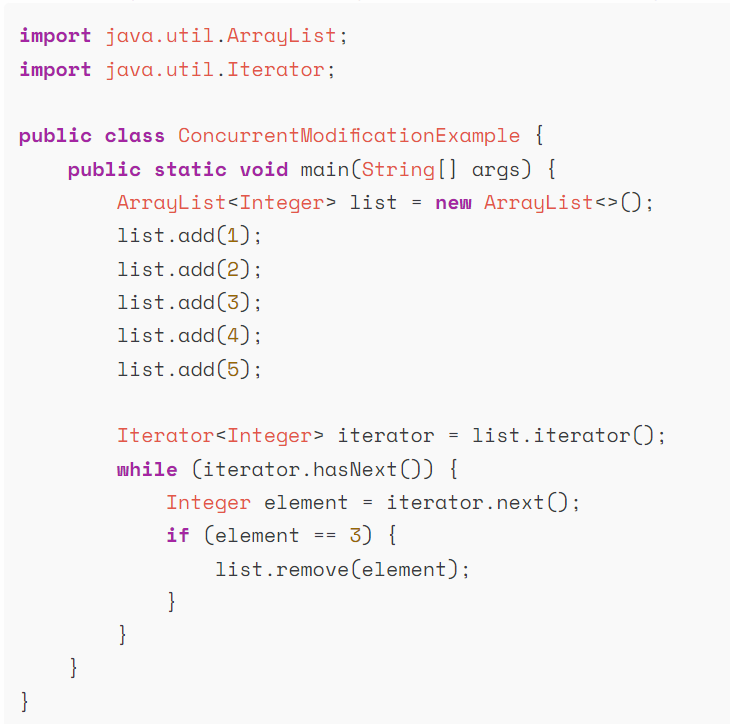 import java.util.ArrayList;
import java.util.Iterator;

public class ConcurrentModificationExample {
    public static void main(String[] args) {
        ArrayList<Integer> list = new ArrayList<>();
        list.add(1);
        list.add(2);
        list.add(3);
        list.add(4);
        list.add(5);

        Iterator<Integer> iterator = list.iterator();
        while (iterator.hasNext()) {
            Integer element = iterator.next();
            if (element == 3) {
                list.remove(element);
            }
        }
    }
}